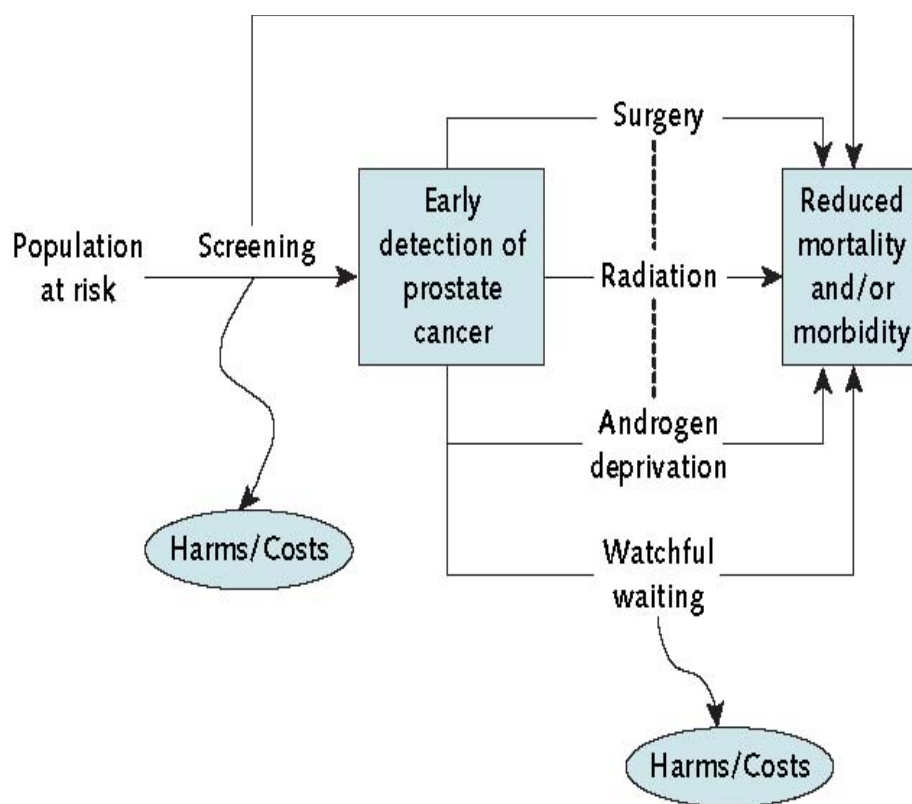 Surgery
Early
detection of
prostate
cancer
Reduced
mortality
and/or
morbidity
Population
at risk
Screening
Radiation
Androgen
deprivation
Harms/Costs
Watchful
waiting
Harms/Costs